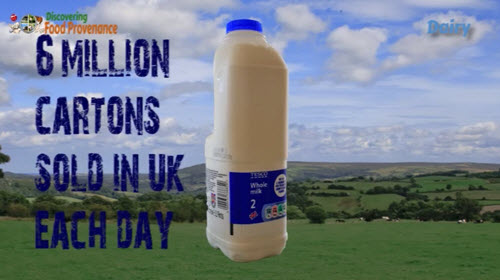 Discovering
Food Provenance
Dairy
6 MILLION
CARTONS
SOLD IN UK
EACH DAY
TESCO
Whole
milk
2